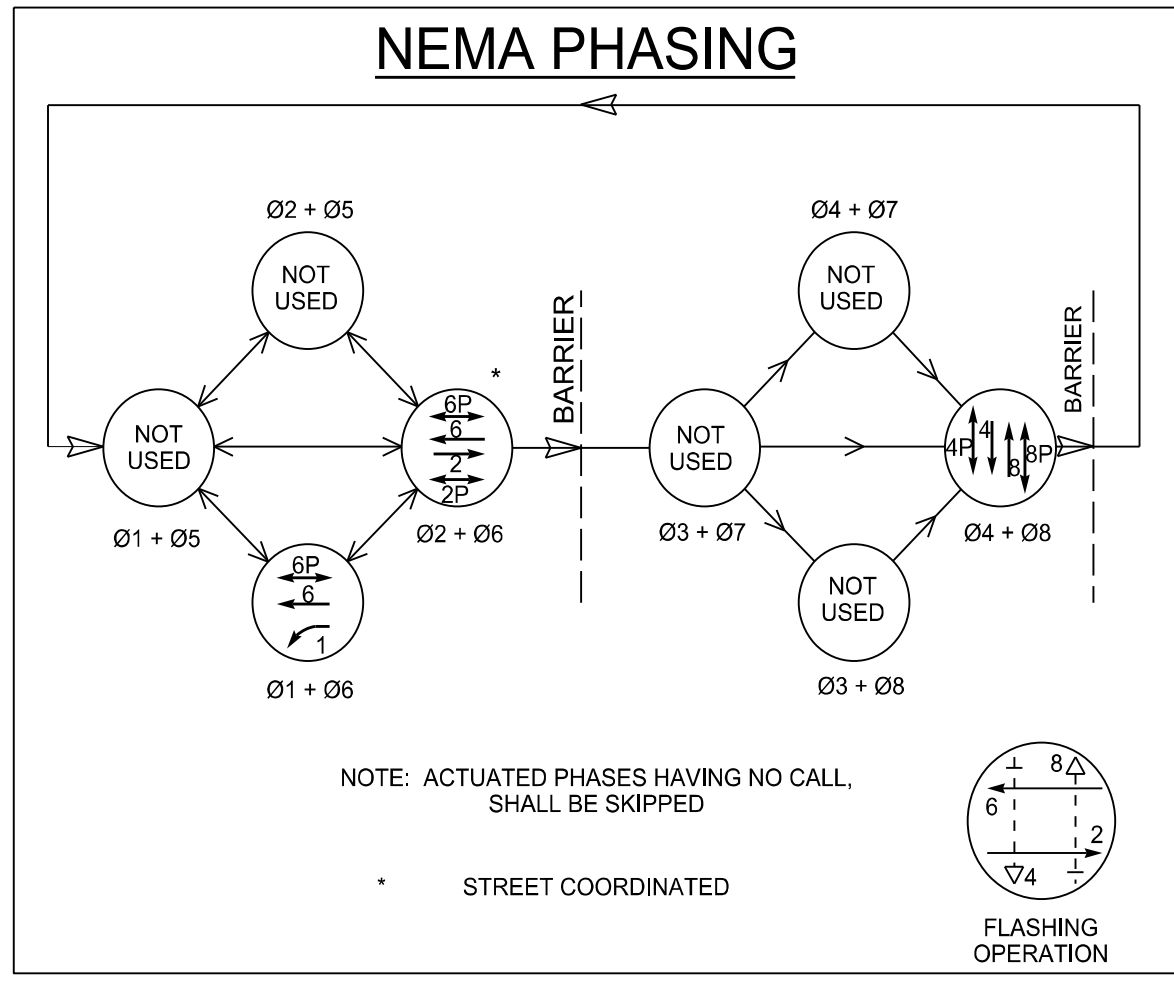 NEMA PHASING
Ø2 + Ø5
NOT
USED
Ø4 + Ø7
NOT
USED
BARRIER
BARRIER
*
NOT
USED
Ø1 + Ø5
6P
6
2
2P
Ø2 + Ø6
NOT
USED
Ø3 + Ø7
4P
4
8
8P
Ø4 + Ø8
6P
6
1
Ø1 + Ø6
NOT
USED
Ø3 + Ø8
NOTE: ACTUATED PHASES HAVING NO CALL,
SHALL BE SKIPPED
* STREET COORDINATED
8
6
2
4
FLASHING
OPERATION